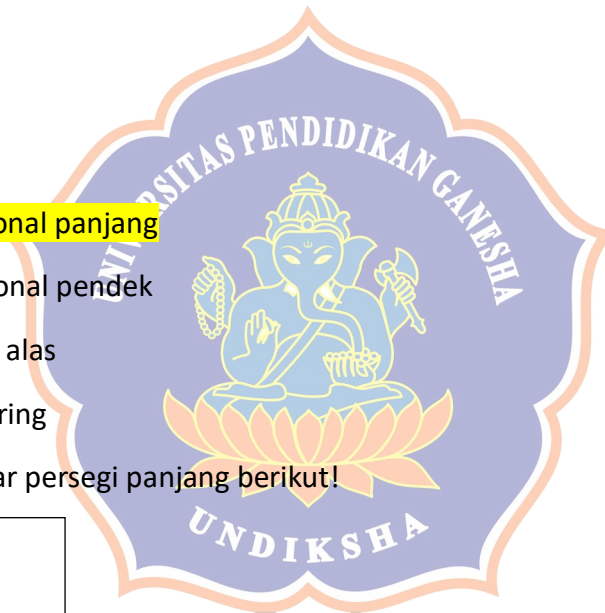 UNIVERSITAS PENDIDIKAN GANESHA
onal panjang
onal pendek
alas
ring
ar persegi panjang berikut!
UNDIKSHA